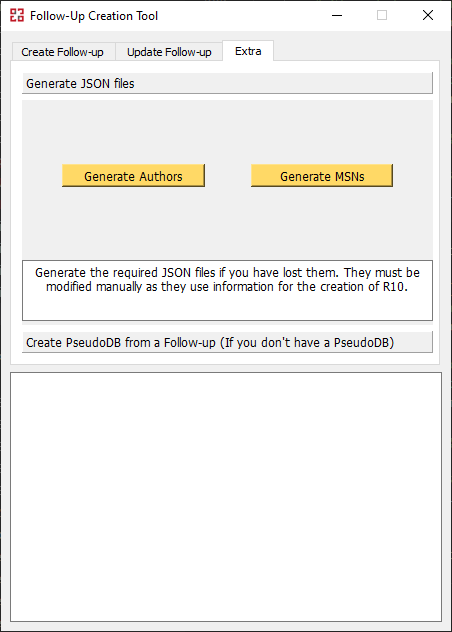 Follow-Up Creation Tool
Create Follow-up Update Follow-up Extra
Generate JSON files
Generate Authors Generate MSNs
Generate the required JSON files if you have lost them. They must be
modified manually as they use information for the creation of R10.
Create PseudoDB from a Follow-up (If you don't have a PseudoDB)